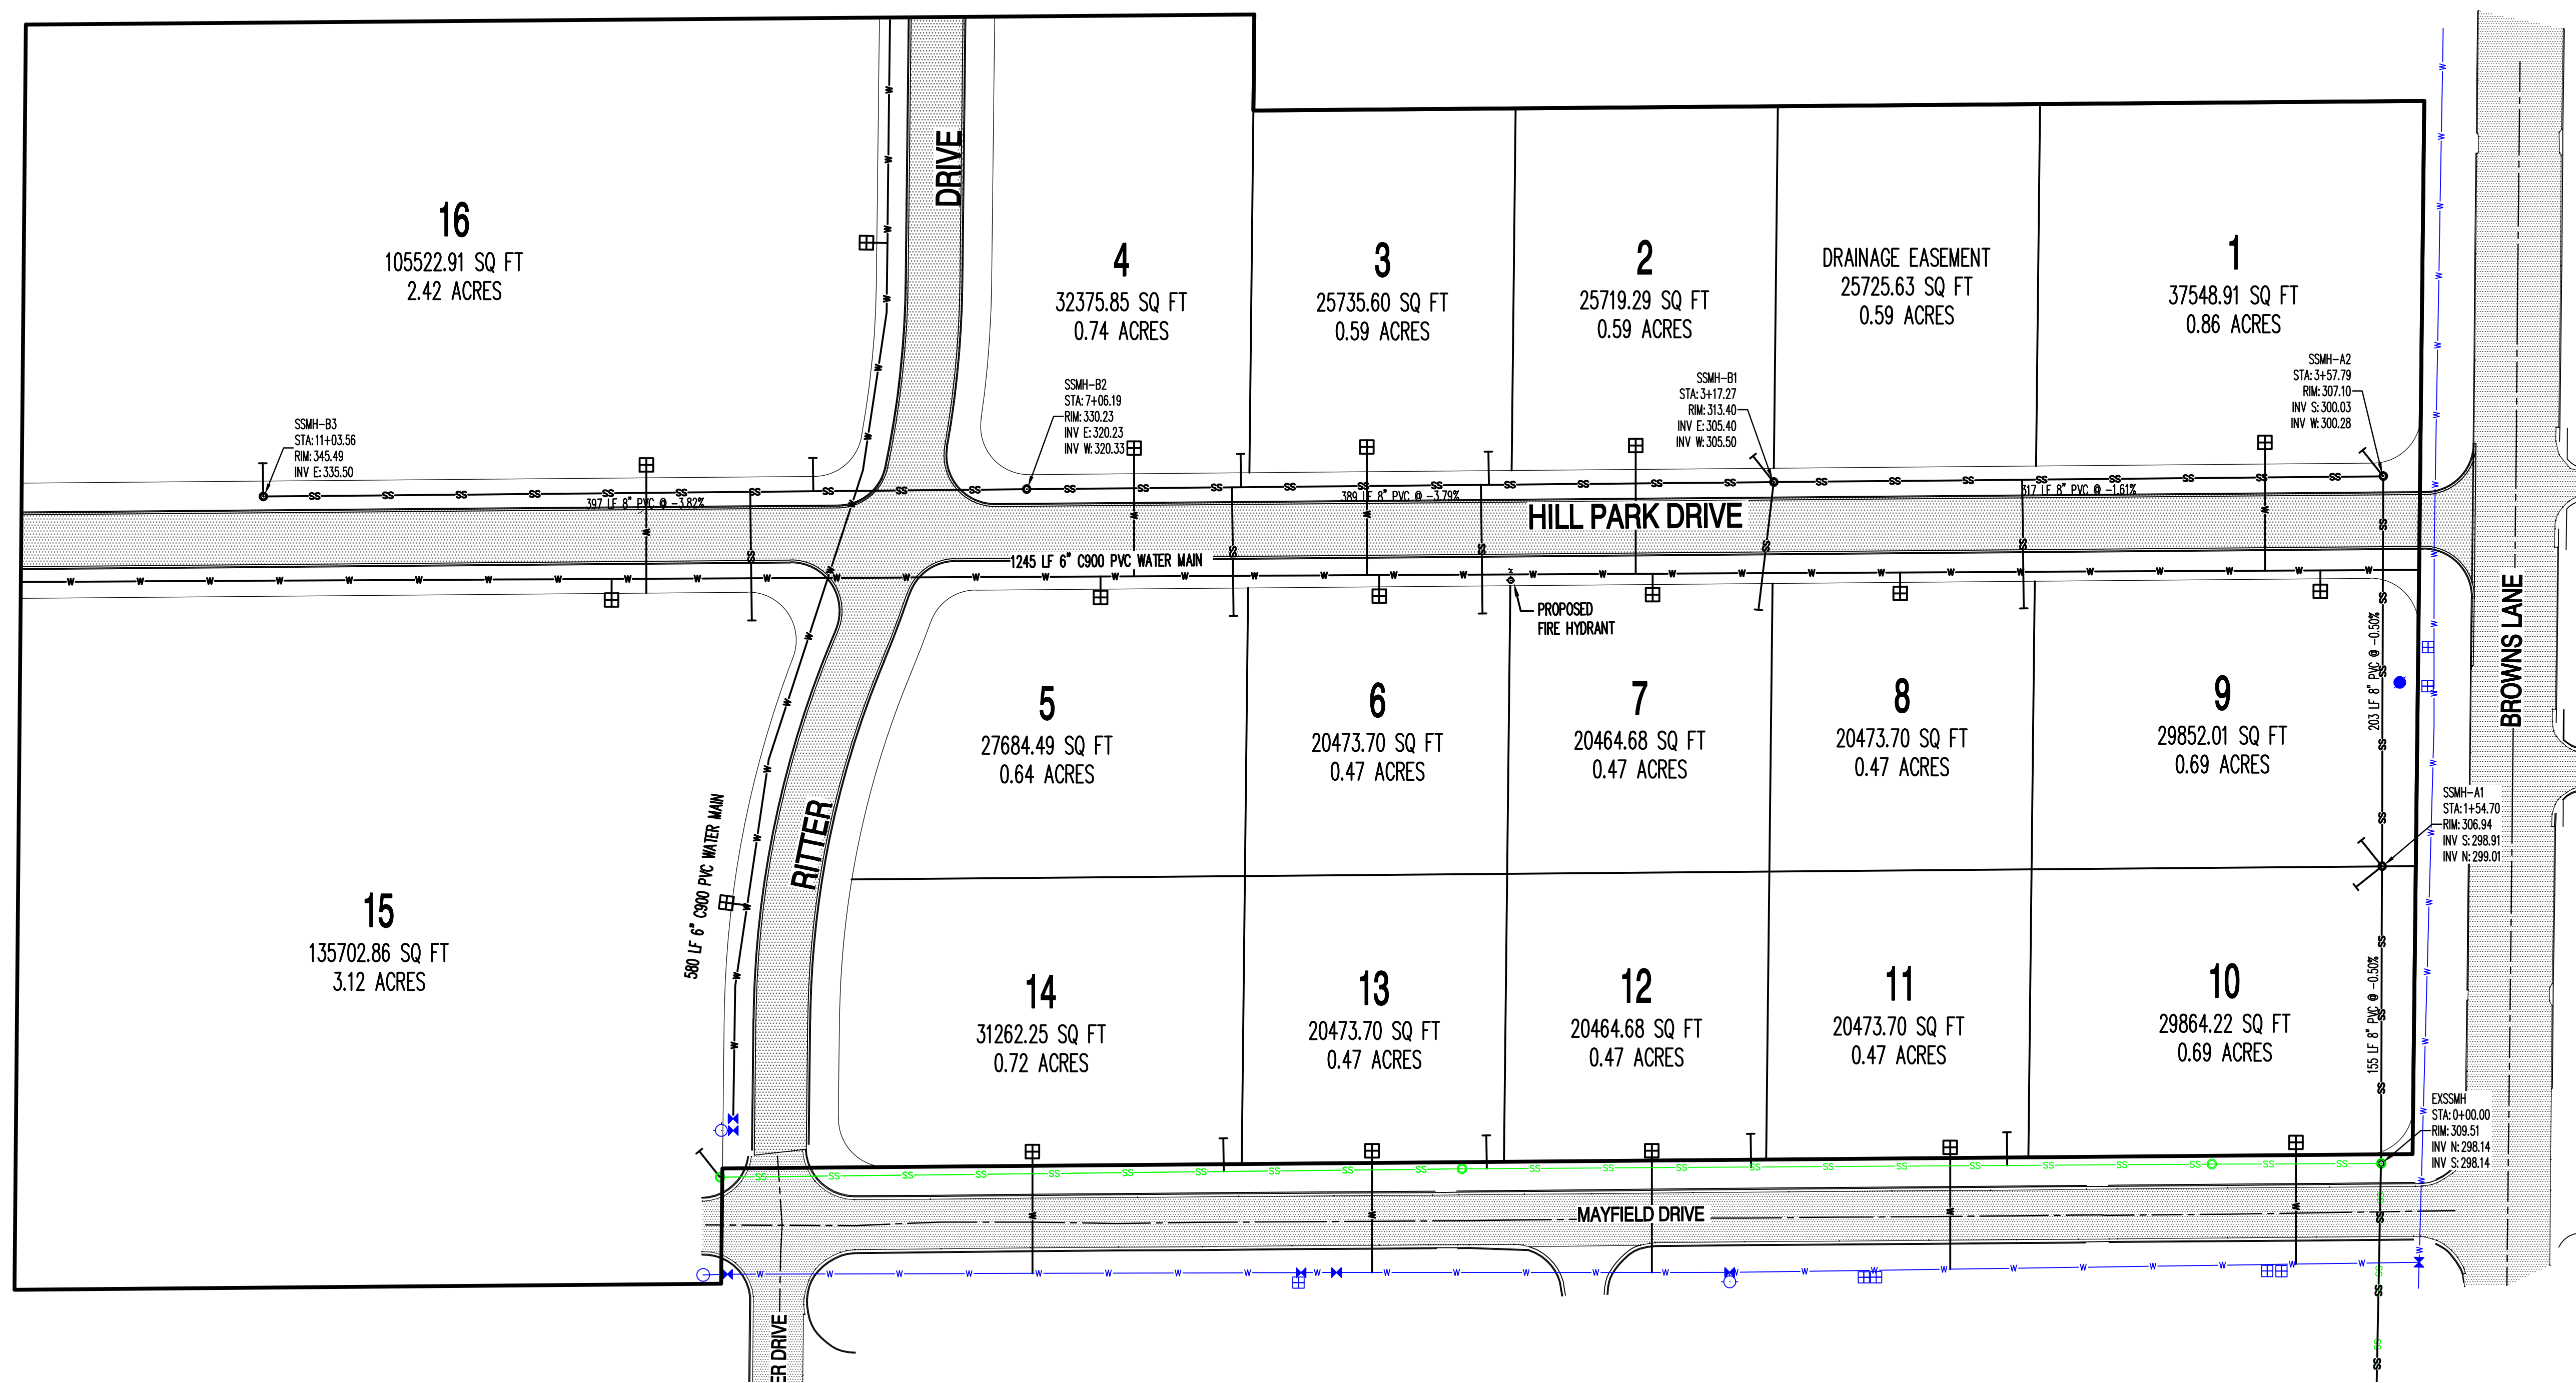 DRIVE
16
105522.91 SQ FT
2.42 ACRES
4
32375.85 SQ FT
0.74 ACRES
3
25735.60 SQ FT
0.59 ACRES
2
25719.29 SQ FT
0.59 ACRES
DRAINAGE EASEMENT
25725.63 SQ FT
0.59 ACRES
1
37548.91 SQ FT
0.86 ACRES
SSMH-B3
STA: 11+03.56
RIM: 345.49
INV E: 335.50
SSMH-B2
STA: 7+06.19
RIM: 330.23
INV E: 320.23
INV W: 320.33
SSMH-B1
STA: 3+17.27
RIM: 313.40
INV E: 305.40
INV W: 305.50
SSMH-A2
STA: 3+57.79
RIM: 307.10
INV S: 300.03
INV W: 300.28
397 LF 8" PVC @ -3.82%
389 LF 8" PVC @ -3.79%
317 LF 8" PVC @ -1.61%
HILL PARK DRIVE
1245 LF 6" C900 PVC WATER MAIN
PROPOSED
FIRE HYDRANT
203 LF 8" PVC @ -0.50%
BROWNS LANE
5
27684.49 SQ FT
0.64 ACRES
6
20473.70 SQ FT
0.47 ACRES
7
20464.68 SQ FT
0.47 ACRES
8
20473.70 SQ FT
0.47 ACRES
9
29852.01 SQ FT
0.69 ACRES
SSMH-A1
STA: 1+54.70
RIM: 306.94
INV S: 298.91
INV N: 299.01
RITTER
580 LF 6" C900 PVC WATER MAIN
15
135702.86 SQ FT
3.12 ACRES
14
31262.25 SQ FT
0.72 ACRES
13
20473.70 SQ FT
0.47 ACRES
12
20464.68 SQ FT
0.47 ACRES
11
20473.70 SQ FT
0.47 ACRES
10
29864.22 SQ FT
0.69 ACRES
155 LF 8" PVC @ -0.50%
EXSSMH
STA: 0+00.00
RIM: 309.51
INV N: 298.14
INV S: 298.14
MAYFIELD DRIVE
ER DRIVE